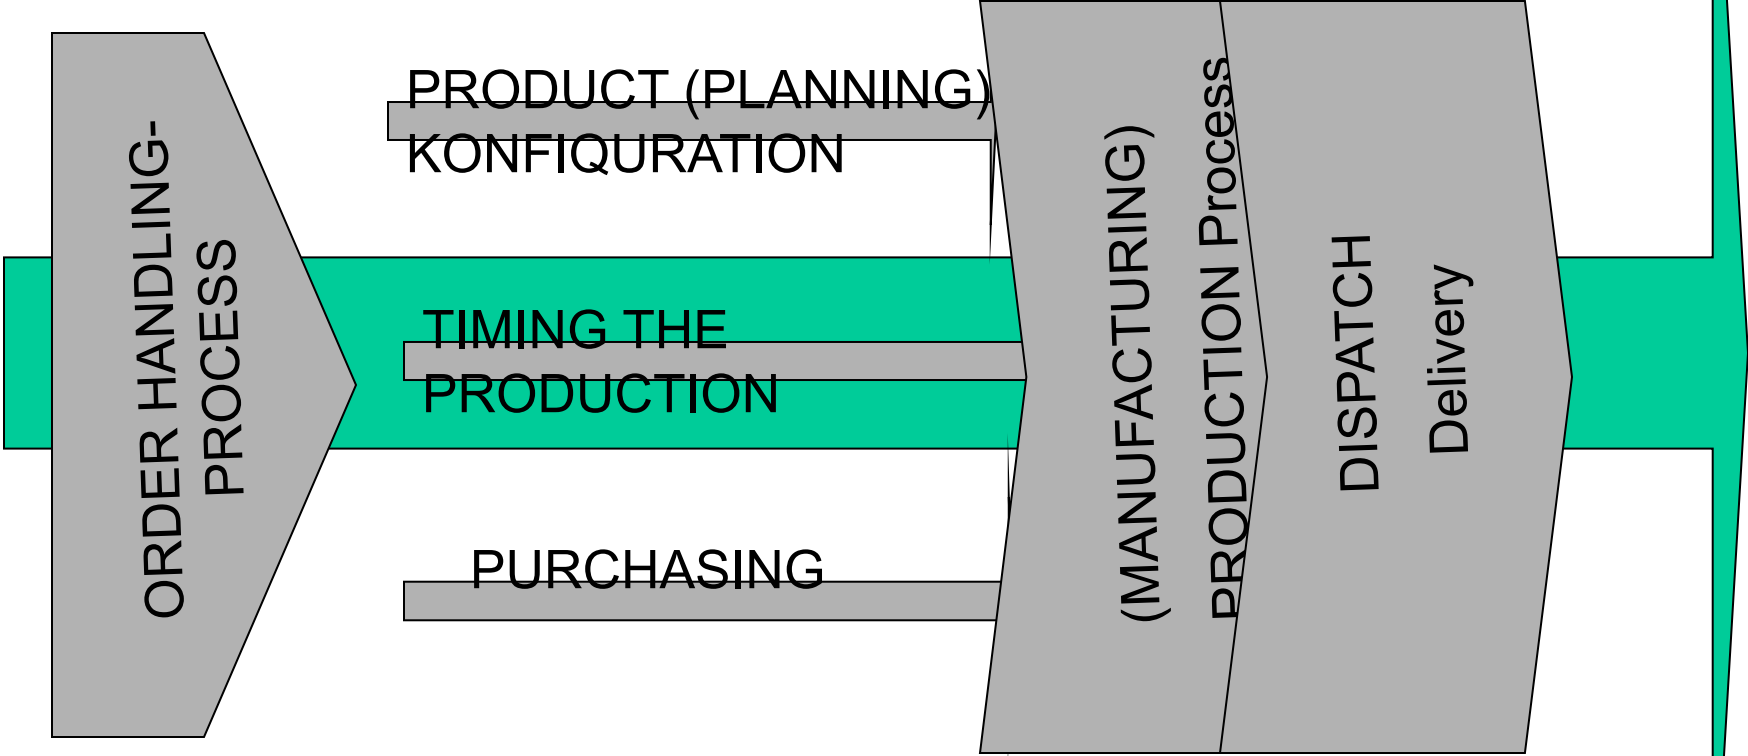 ORDER HANDLING-
PROCESS
PRODUCT (PLANNING)
KONFIQURATION
TIMING THE
PRODUCTION
PURCHASING
(MANUFACTURING)
PRODUCTION Process
DISPATCH
Delivery